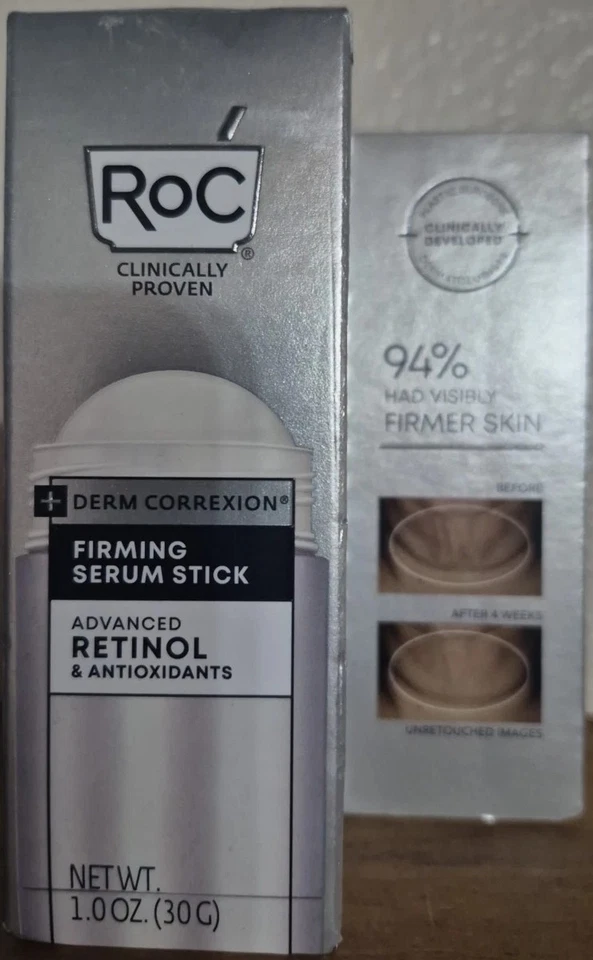 RoC®
CLINICALLY
PROVEN
+ DERM CORREXION®
FIRMING
SERUM STICK
ADVANCED
RETINOL
& ANTIOXIDANTS
NET WT.
1.0 OZ. (30 G)
CLINICALLY
DEVELOPED
94%
HAD VISIBLY
FIRMER SKIN
BEFORE
AFTER 4 WEEKS
UNRETOUCHED IMAGES